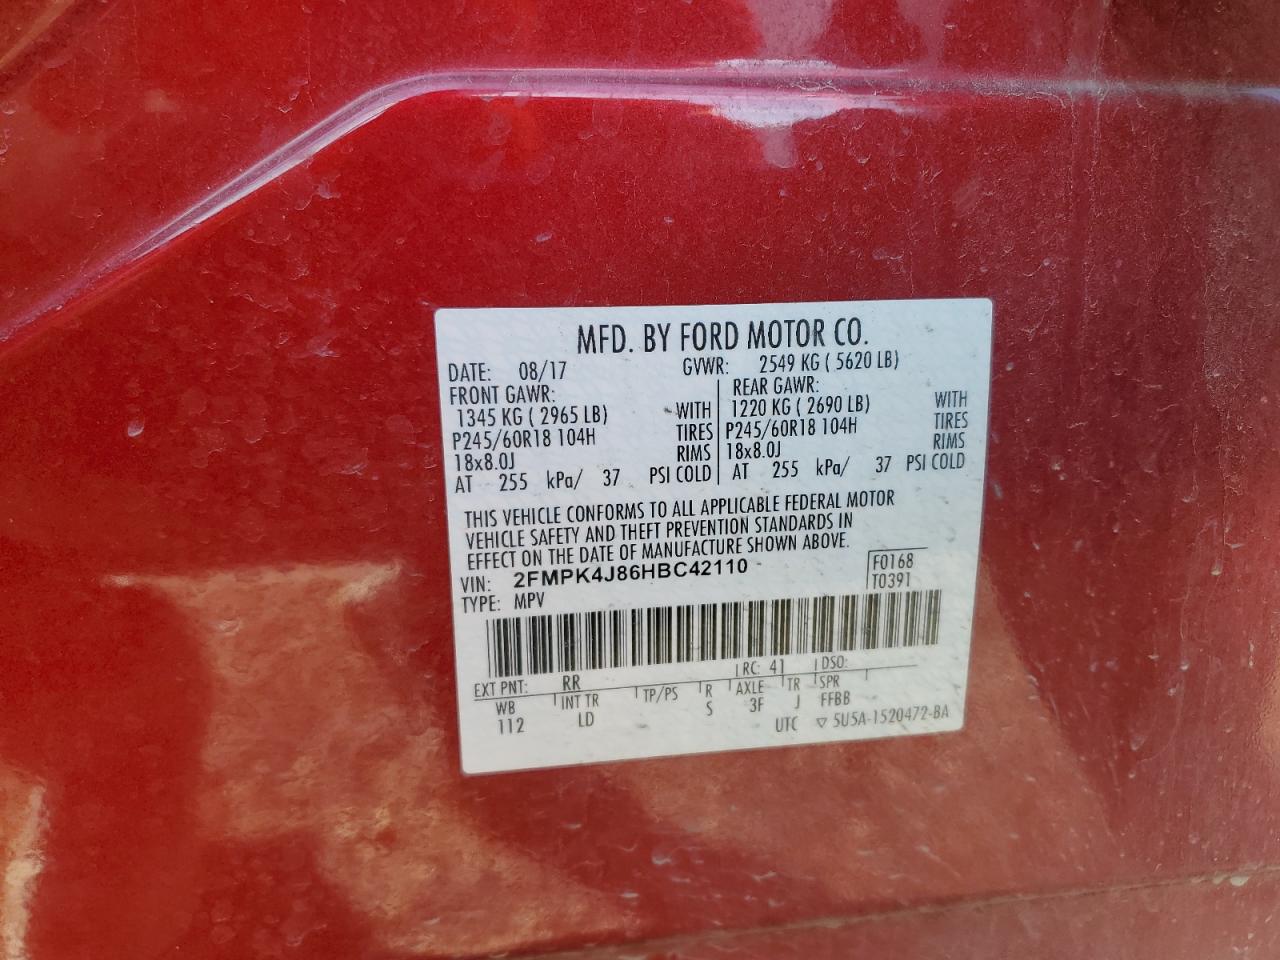 MFD. BY FORD MOTOR CO.
DATE: 08/17 GVWR: 2549 KG ( 5620 LB)
FRONT GAWR: REAR GAWR:
1345 KG ( 2965 LB) WITH 1220 KG ( 2690 LB) WITH
P245/60R18 104H TIRES P245/60R18 104H TIRES
18x8.0J RIMS 18x8.0J RIMS
AT 255 kPa/ 37 PSI COLD AT 255 kPa/ 37 PSI COLD
THIS VEHICLE CONFORMS TO ALL APPLICABLE FEDERAL MOTOR
VEHICLE SAFETY AND THEFT PREVENTION STANDARDS IN
EFFECT ON THE DATE OF MANUFACTURE SHOWN ABOVE.
VIN: 2FMPK4J86HBC42110 F0168
TYPE: MPV T0391
EXT PNT: RR RC: 41 DSO:
WB INT TR TP/PS R AXLE TR SPR
112 LD S 3F J FFBB
UTC ▽ 5U5A-1520472-BA